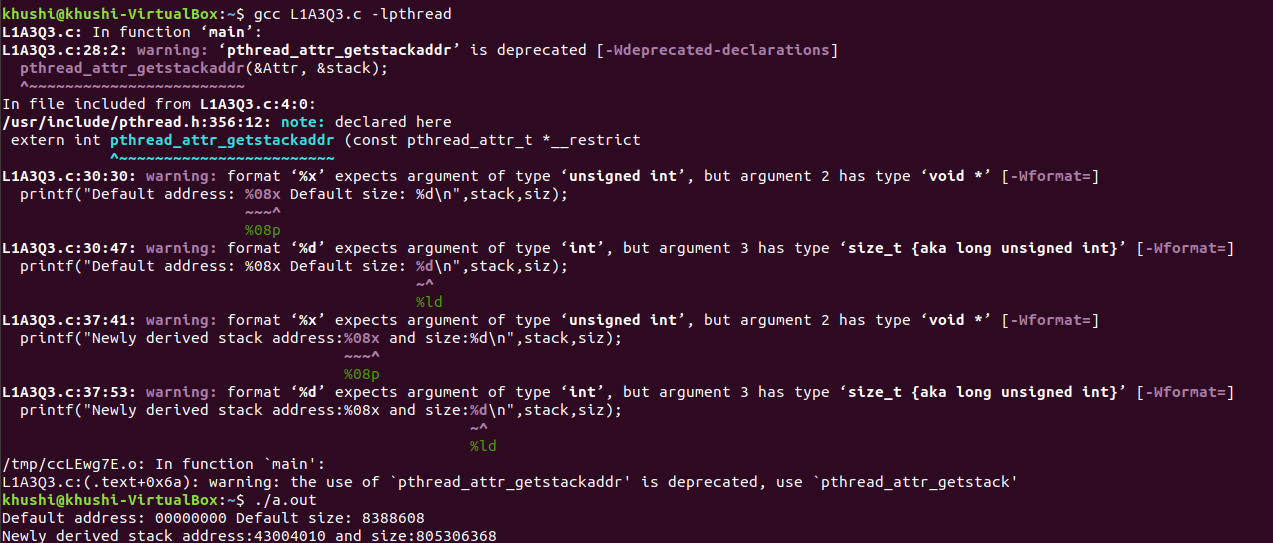 khushi@khushi-VirtualBox:~$ gcc L1A3Q3.c -lpthread
L1A3Q3.c: In function ‘main’:
L1A3Q3.c:28:2: warning: ‘pthread_attr_getstackaddr’ is deprecated [-Wdeprecated-declarations]
  pthread_attr_getstackaddr(&Attr, &stack);
  ^~~~~~~~~~~~~~~~~~~~~~~~~
In file included from L1A3Q3.c:4:0:
/usr/include/pthread.h:356:12: note: declared here
 extern int pthread_attr_getstackaddr (const pthread_attr_t *__restrict
            ^~~~~~~~~~~~~~~~~~~~~~~~~
L1A3Q3.c:30:30: warning: format ‘%x’ expects argument of type ‘unsigned int’, but argument 2 has type ‘void *’ [-Wformat=]
  printf("Default address: %08x Default size: %d\n",stack,siz);
                           ~~~^
                           %08p
L1A3Q3.c:30:47: warning: format ‘%d’ expects argument of type ‘int’, but argument 3 has type ‘size_t {aka long unsigned int}’ [-Wformat=]
  printf("Default address: %08x Default size: %d\n",stack,siz);
                                              ~^
                                              %ld
L1A3Q3.c:37:41: warning: format ‘%x’ expects argument of type ‘unsigned int’, but argument 2 has type ‘void *’ [-Wformat=]
  printf("Newly derived stack address:%08x and size:%d\n",stack,siz);
                                      ~~~^
                                      %08p
L1A3Q3.c:37:53: warning: format ‘%d’ expects argument of type ‘int’, but argument 3 has type ‘size_t {aka long unsigned int}’ [-Wformat=]
  printf("Newly derived stack address:%08x and size:%d\n",stack,siz);
                                                    ~^
                                                    %ld
/tmp/ccLEwg7E.o: In function `main':
L1A3Q3.c:(.text+0x6a): warning: the use of `pthread_attr_getstackaddr' is deprecated, use `pthread_attr_getstack'
khushi@khushi-VirtualBox:~$ ./a.out
Default address: 00000000 Default size: 8388608
Newly derived stack address:43004010 and size:805306368